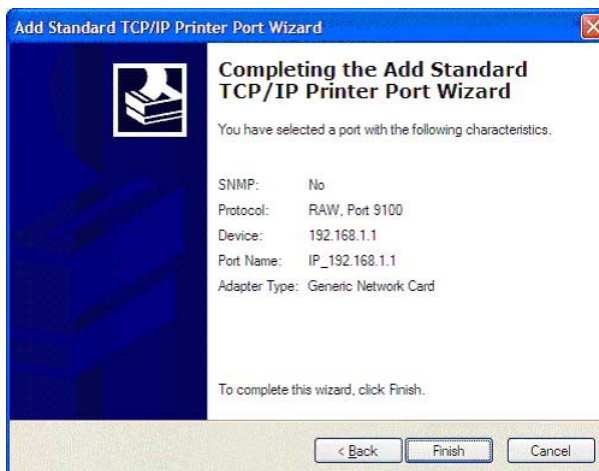 Add Standard TCP/IP Printer Port Wizard
Completing the Add Standard
TCP/IP Printer Port Wizard
You have selected a port with the following characteristics.
SNMP: No
Protocol: RAW, Port 9100
Device: 192.168.1.1
Port Name: IP_192.168.1.1
Adapter Type: Generic Network Card
To complete this wizard, click Finish.
< Back Finish Cancel